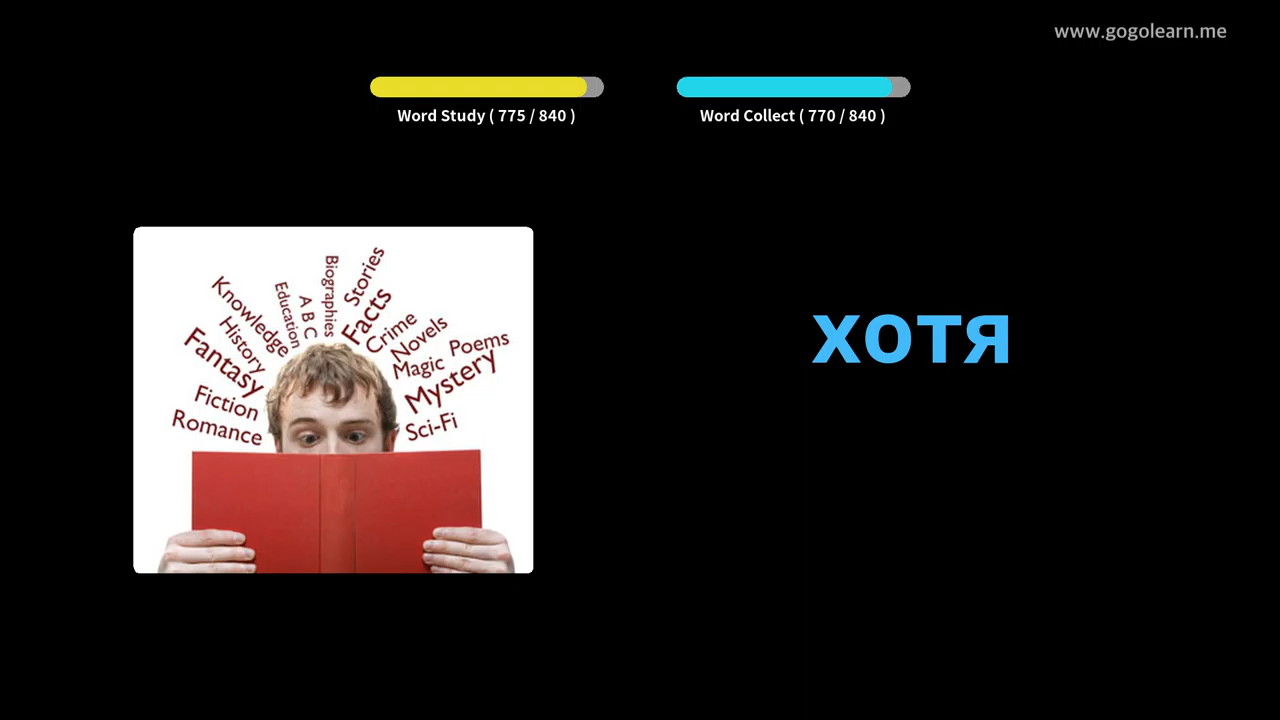 www.gogolearn.me
Word Study ( 775 / 840 )
Word Collect ( 770 / 840 )
Biographies
Stories
Education
A B C
Facts
Knowledge
Crime
History
Novels
Fantasy
Magic
Poems
Mystery
Fiction
Romance
Sci-Fi
хотя